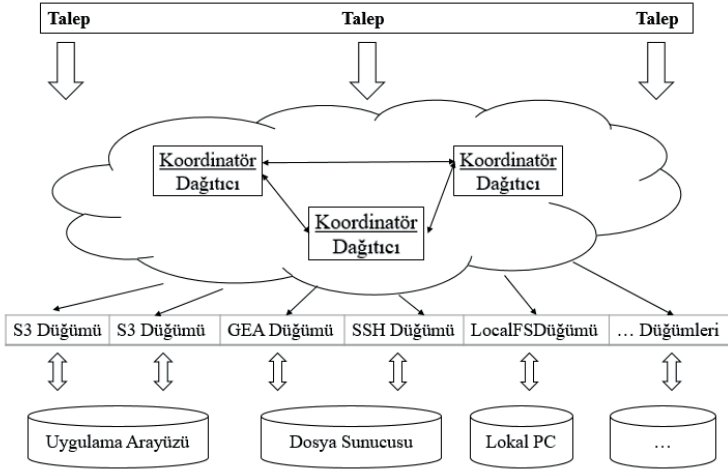 Talep Talep Talep
Koordinatör
Dağıtıcı
Koordinatör
Dağıtıcı
Koordinatör
Dağıtıcı
S3 Düğümü S3 Düğümü GEA Düğümü SSH Düğümü LocalFSDüğümü … Düğümleri
Uygulama Arayüzü Dosya Sunucusu Lokal PC …